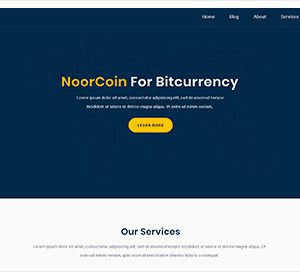 Home Blog About Services
NoorCoin For Bitcurrency
Lorem ipsum dolor sit amet, consectetur adipiscing elit, sed do eiusmod tempor
incididunt ut labore et dolore magna aliqua. Ut enim ad minim veniam,
LEARN MORE
Our Services
Lorem ipsum dolor sit amet, consectetur adipiscing elit, sed do eiusmod tempor incididunt ut labore et dolore magna aliqua. Ut enim ad minim
veniam, quis nostrud exercitation ullamco laboris commodo consequat.